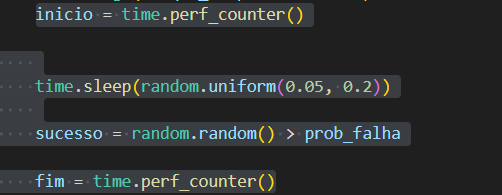 inicio = time.perf_counter()
time.sleep(random.uniform(0.05, 0.2))
sucesso = random.random() > prob_falha
fim = time.perf_counter()